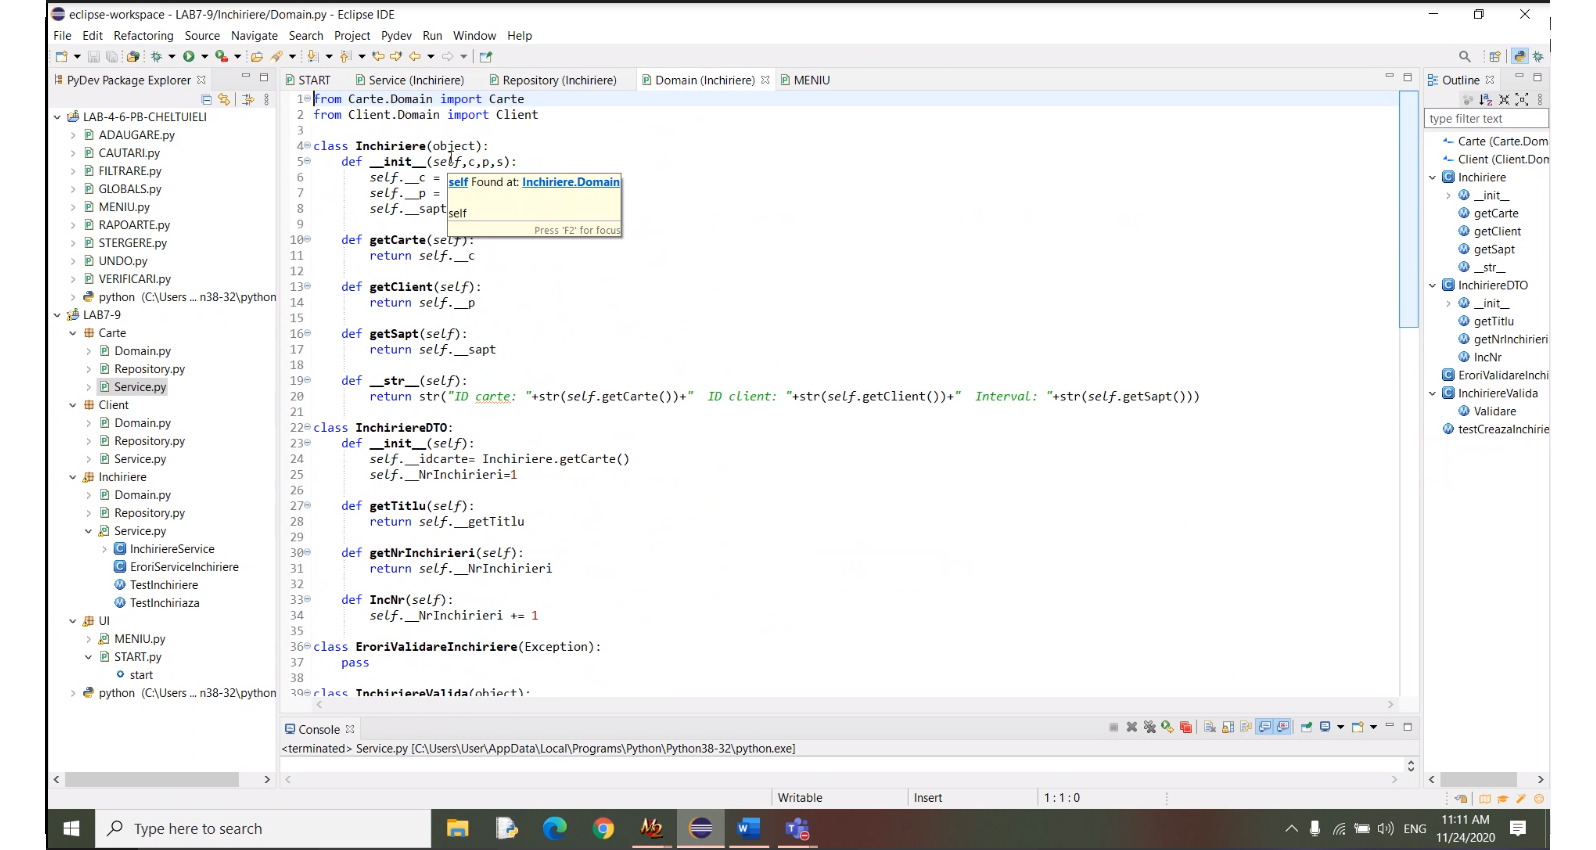 eclipse-workspace - LAB7-9/Inchiriere/Domain.py - Eclipse IDE
File Edit Refactoring Source Navigate Search Project Pydev Run Window Help
PyDev Package Explorer
LAB-4-6-PB-CHELTUIELI
ADAUGARE.py
CAUTARI.py
FILTRARE.py
GLOBALS.py
MENIU.py
RAPOARTE.py
STERGERE.py
UNDO.py
VERIFICARI.py
python (C:\Users ... n38-32\python
LAB7-9
Carte
Domain.py
Repository.py
Service.py
Client
Domain.py
Repository.py
Service.py
Inchiriere
Domain.py
Repository.py
Service.py
InchiriereService
EroriServiceInchiriere
TestInchiriere
TestInchiriaza
UI
MENIU.py
START.py
start
python (C:\Users ... n38-32\python
START Service (Inchiriere) Repository (Inchiriere) Domain (Inchiriere) MENIU
1 from Carte.Domain import Carte
2 from Client.Domain import Client
3
4 class Inchiriere(object):
5 def __init__(self,c,p,s):
6 self.__c =
7 self.__p =
8 self.__sapt
9
10 def getCarte(self):
11 return self.__c
12
13 def getClient(self):
14 return self.__p
15
16 def getSapt(self):
17 return self.__sapt
18
19 def __str__(self):
20 return str("ID carte: "+str(self.getCarte())+" ID client: "+str(self.getClient())+" Interval: "+str(self.getSapt()))
21
22 class InchiriereDTO:
23 def __init__(self):
24 self.__idcarte= Inchiriere.getCarte()
25 self.__NrInchirieri=1
26
27 def getTitlu(self):
28 return self.__getTitlu
29
30 def getNrInchirieri(self):
31 return self.__NrInchirieri
32
33 def IncNr(self):
34 self.__NrInchirieri += 1
35
36 class EroriValidareInchiriere(Exception):
37 pass
38
39 class InchiriereValida(object):
self Found at: Inchiriere.Domain
self
Press 'F2' for focus
Outline
type filter text
Carte (Carte.Dom
Client (Client.Don
Inchiriere
__init__
getCarte
getClient
getSapt
__str__
InchiriereDTO
__init__
getTitlu
getNrInchirieri
IncNr
EroriValidareInchi
InchiriereValida
Validare
testCreazaInchirie
Console
<terminated> Service.py [C:\Users\User\AppData\Local\Programs\Python\Python38-32\python.exe]
Writable Insert 1 : 1 : 0
Type here to search
ENG
11:11 AM
11/24/2020